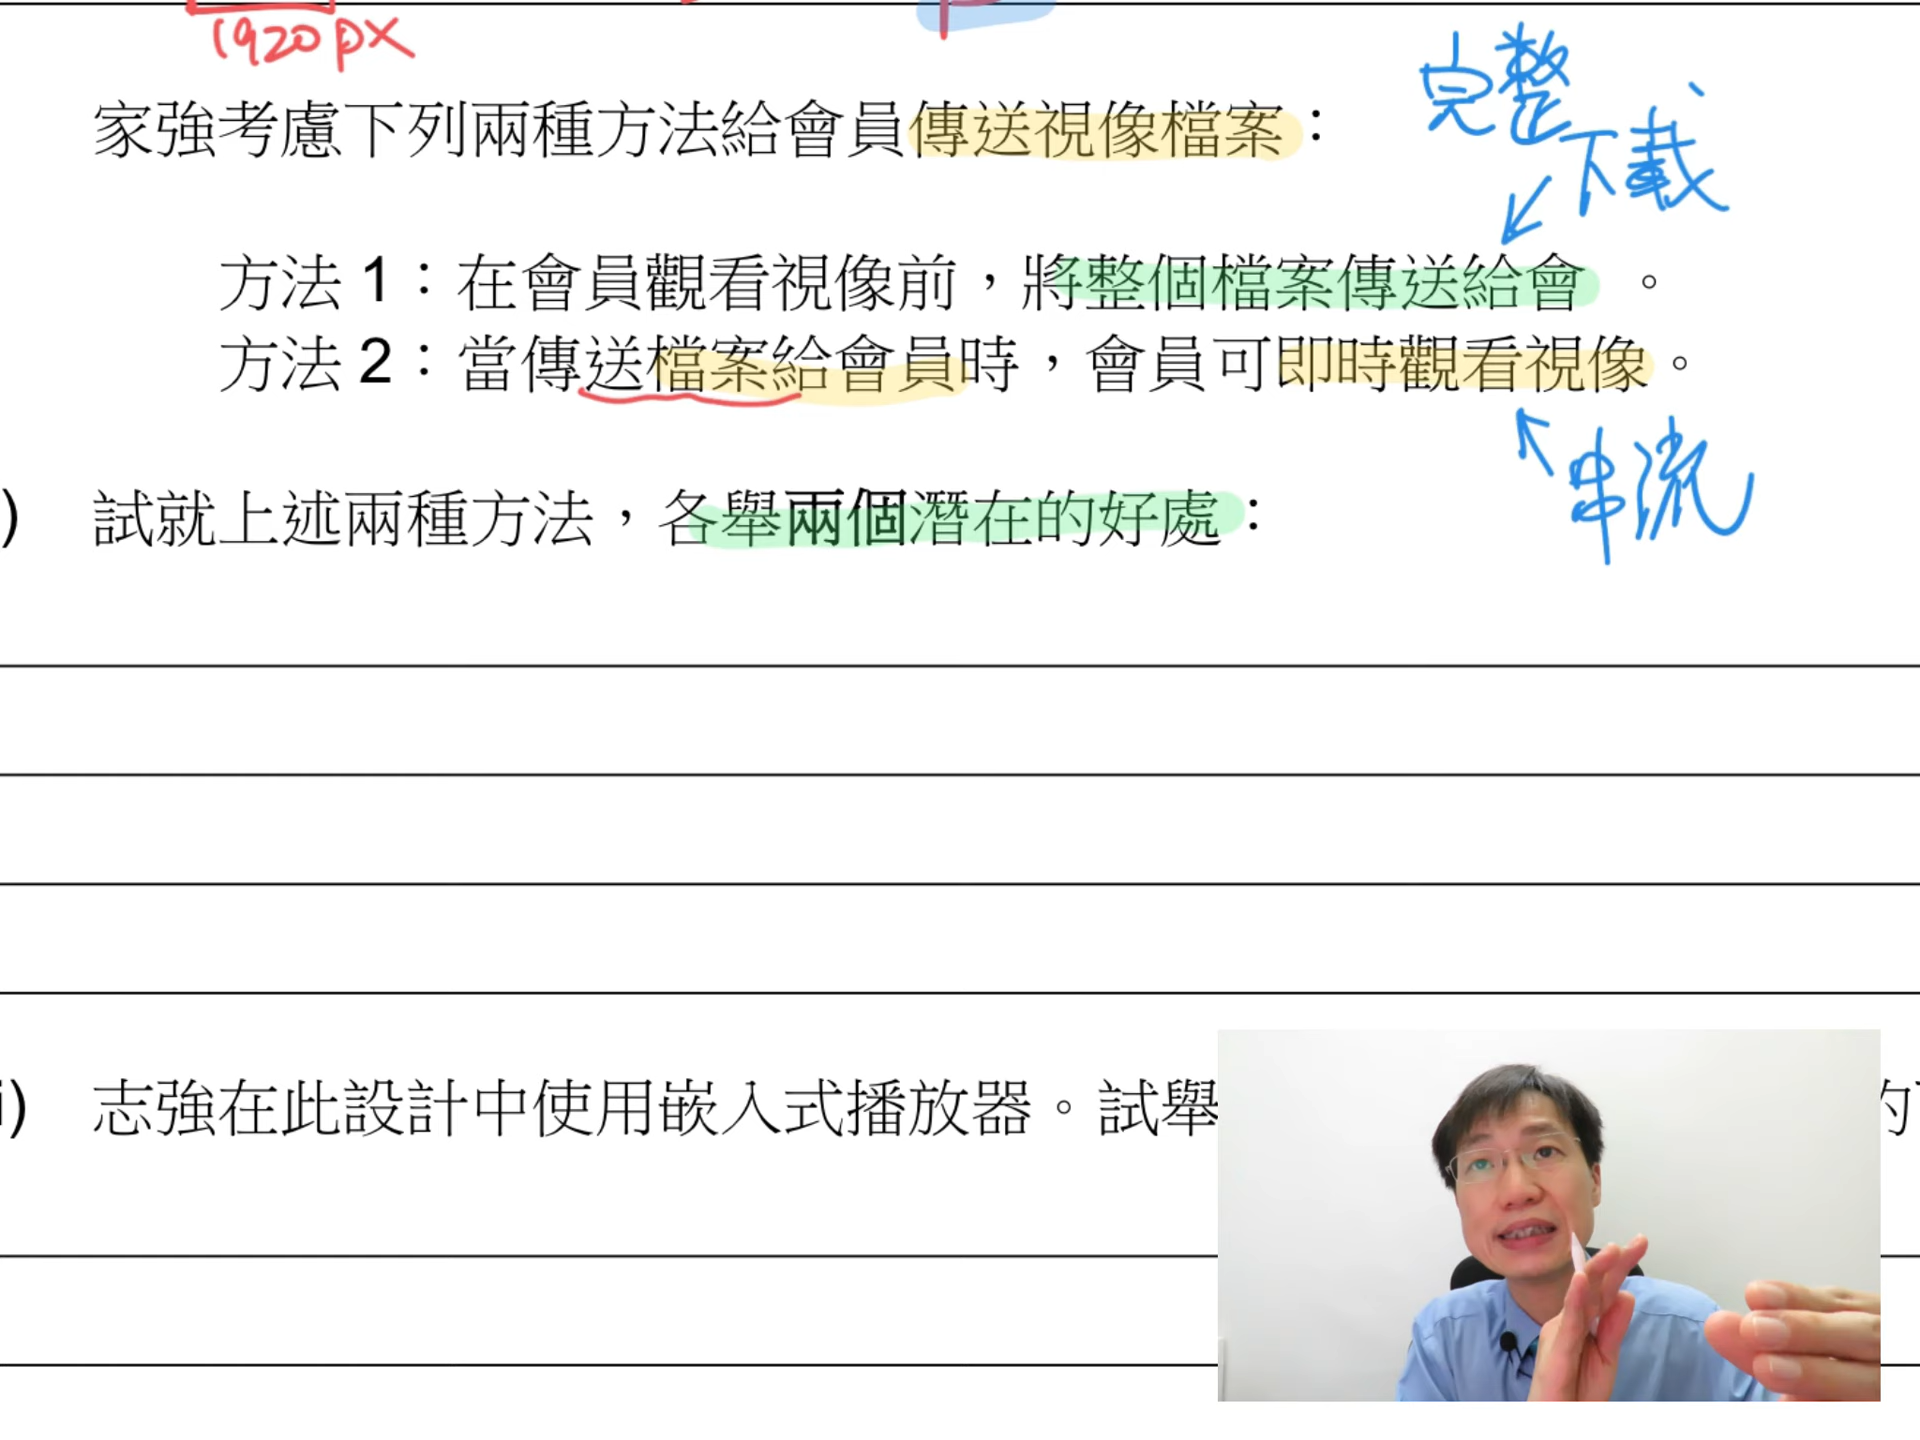 1920px
家強考慮下列兩種方法給會員傳送視像檔案：
完整
下載
方法 1：在會員觀看視像前，將整個檔案傳送給會 。
方法 2：當傳送檔案給會員時，會員可即時觀看視像。
串流
) 試就上述兩種方法，各舉兩個潛在的好處：
i) 志強在此設計中使用嵌入式播放器。試舉